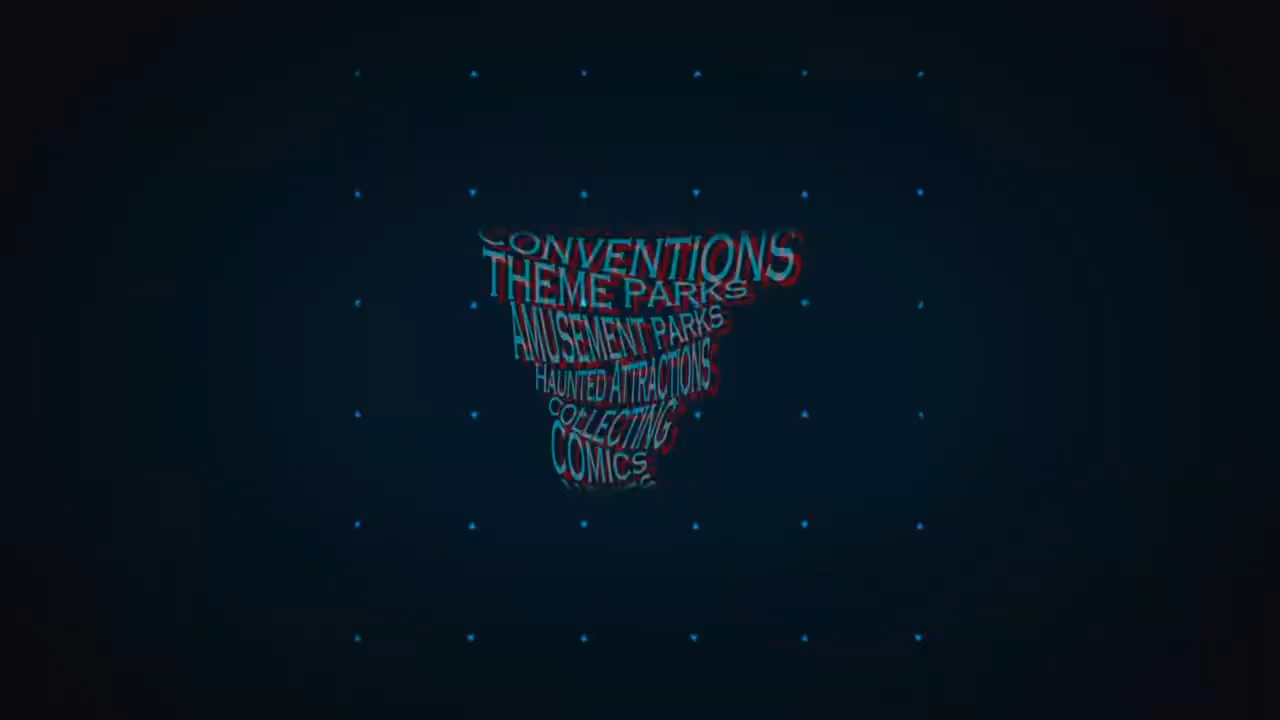 CONVENTIONS
THEME PARKS
AMUSEMENT PARKS
HAUNTED ATTRACTIONS
COLLECTING
COMICS